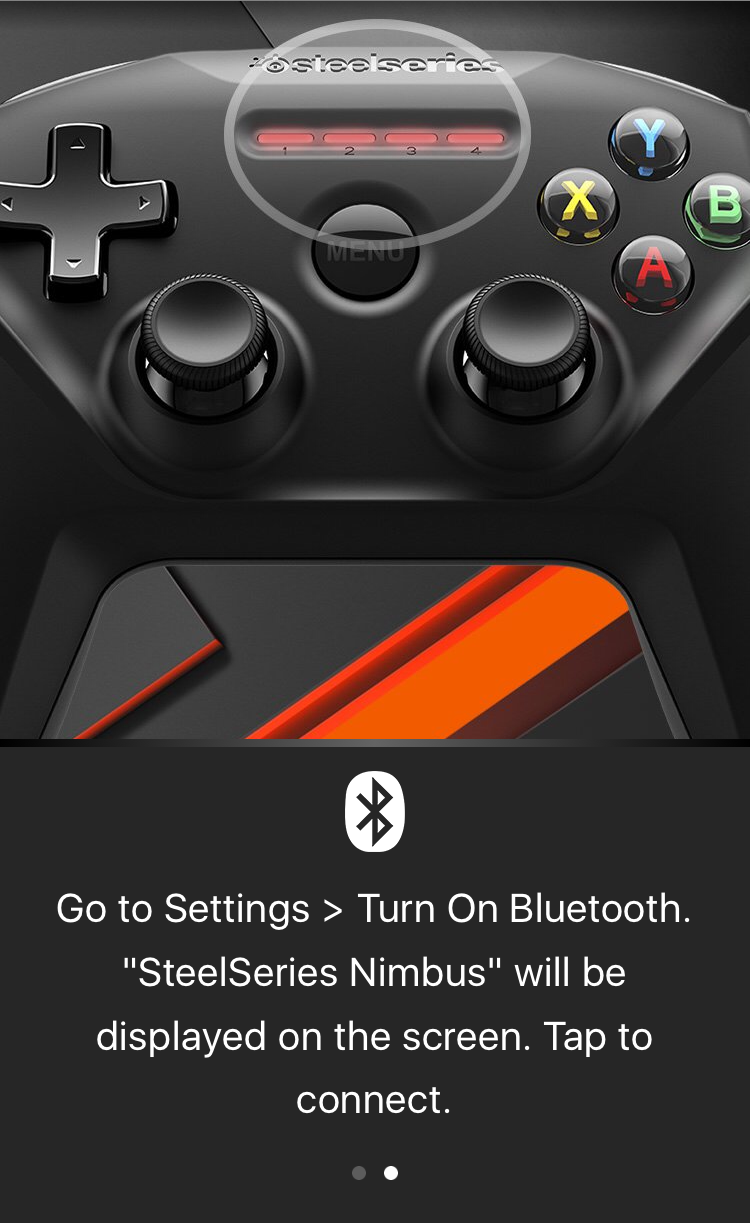 steelseries
1 2 3 4
MENU
Y
X
B
A
Go to Settings > Turn On Bluetooth.
"SteelSeries Nimbus" will be
displayed on the screen. Tap to
connect.